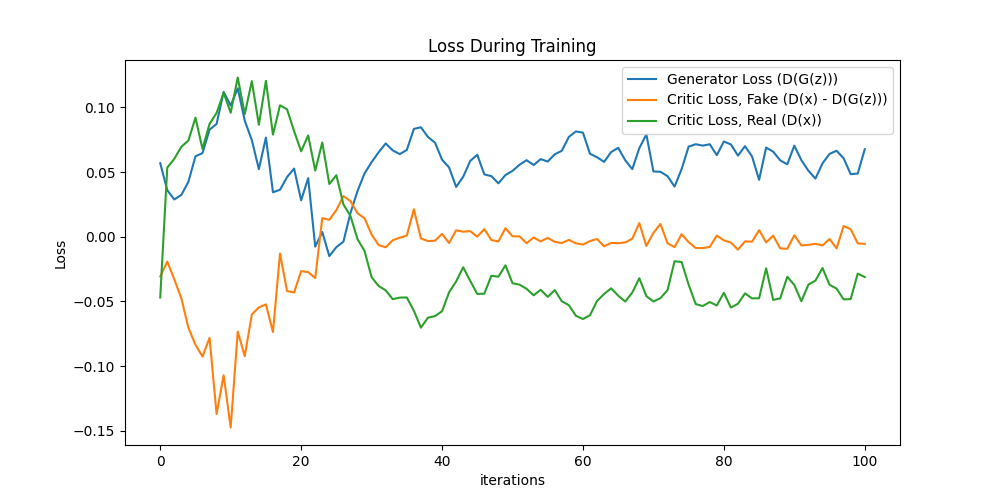 Loss During Training
Generator Loss (D(G(z)))
Critic Loss, Fake (D(x) - D(G(z)))
Critic Loss, Real (D(x))
Loss
0.10
0.05
0.00
−0.05
−0.10
−0.15
0 20 40 60 80 100
iterations